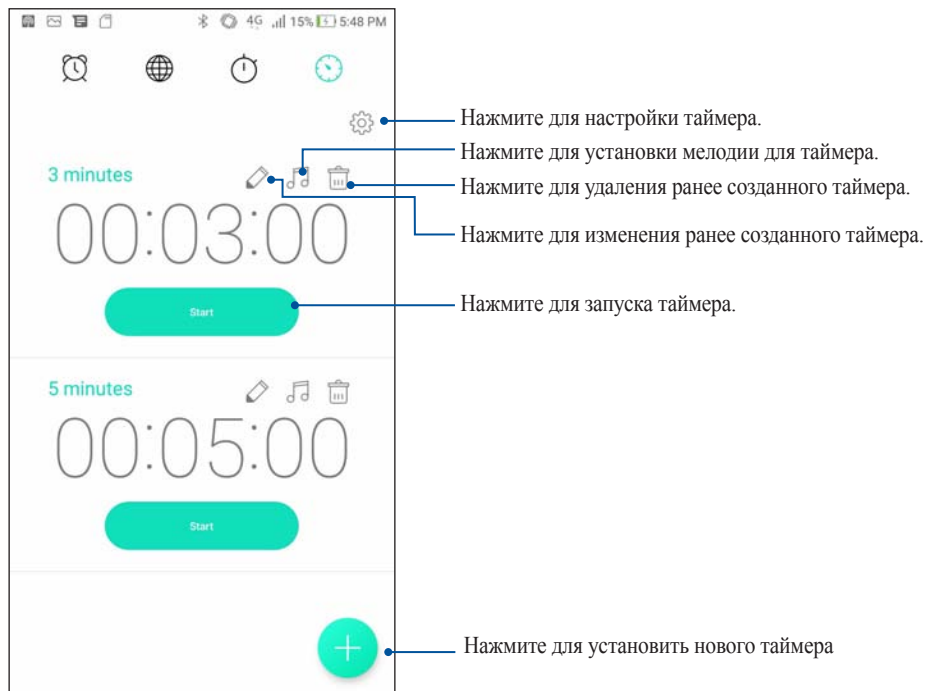 4G 15% 5:48 PM
Нажмите для настройки таймера.
Нажмите для установки мелодии для таймера.
3 minutes
Нажмите для удаления ранее созданного таймера.
00:03:00
Нажмите для изменения ранее созданного таймера.
Start
Нажмите для запуска таймера.
5 minutes
00:05:00
Start
Нажмите для установить нового таймера